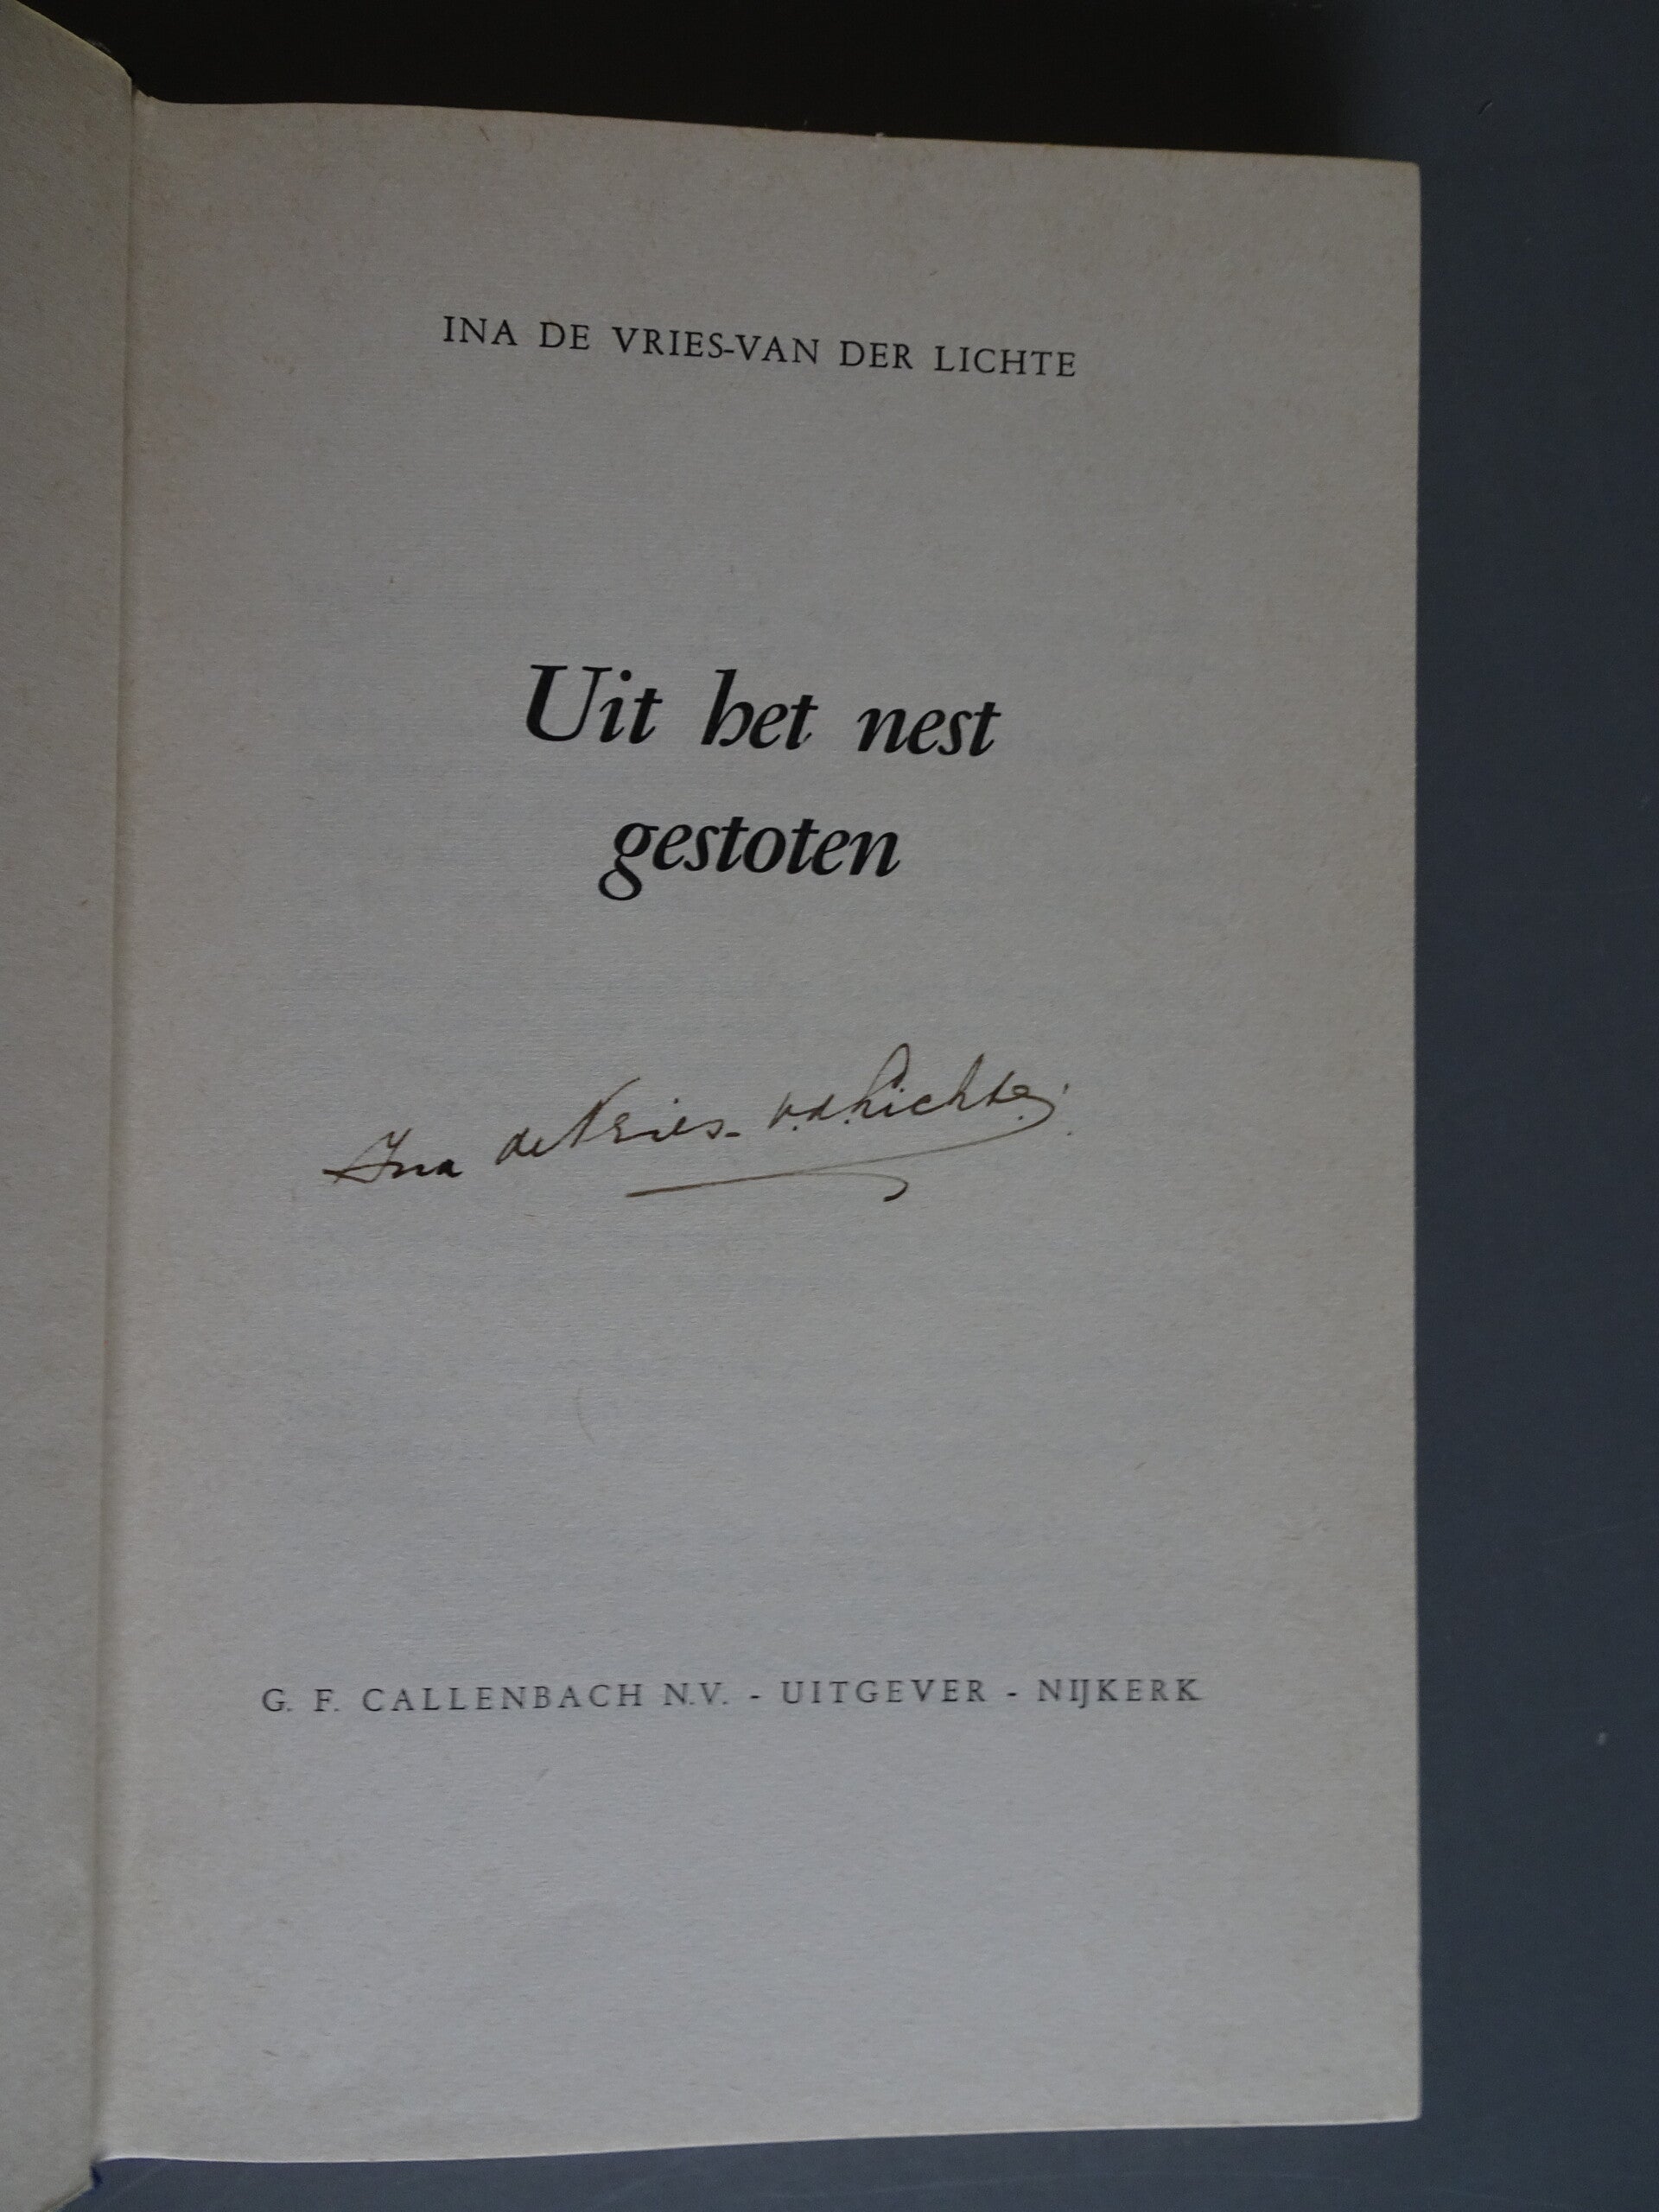 INA DE VRIES-VAN DER LICHTE
Uit het nest
gestoten
Ina de Vries- v.d. Lichte.
G. F. CALLENBACH N.V. - UITGEVER - NIJKERK